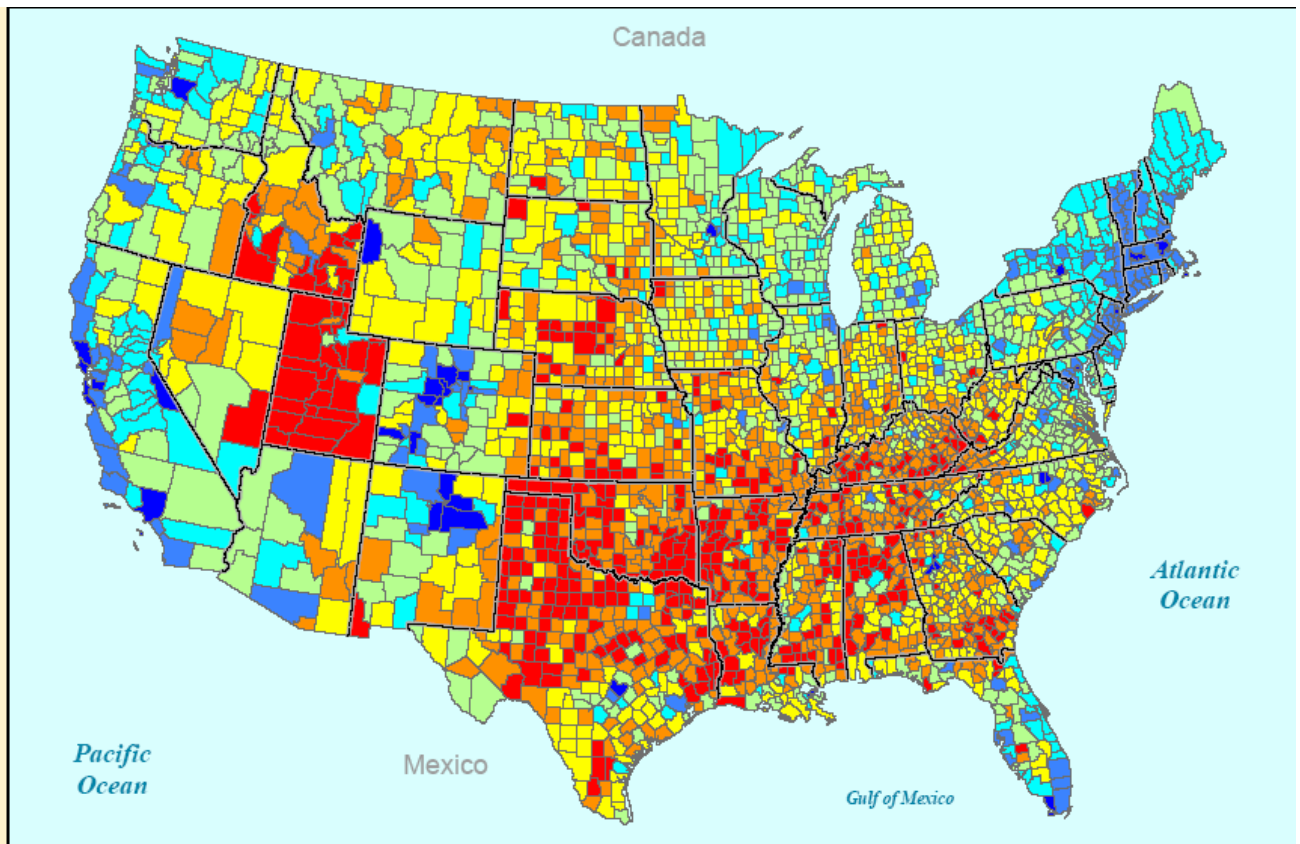 Canada
Atlantic
Ocean
Pacific
Ocean
Mexico
Gulf of Mexico